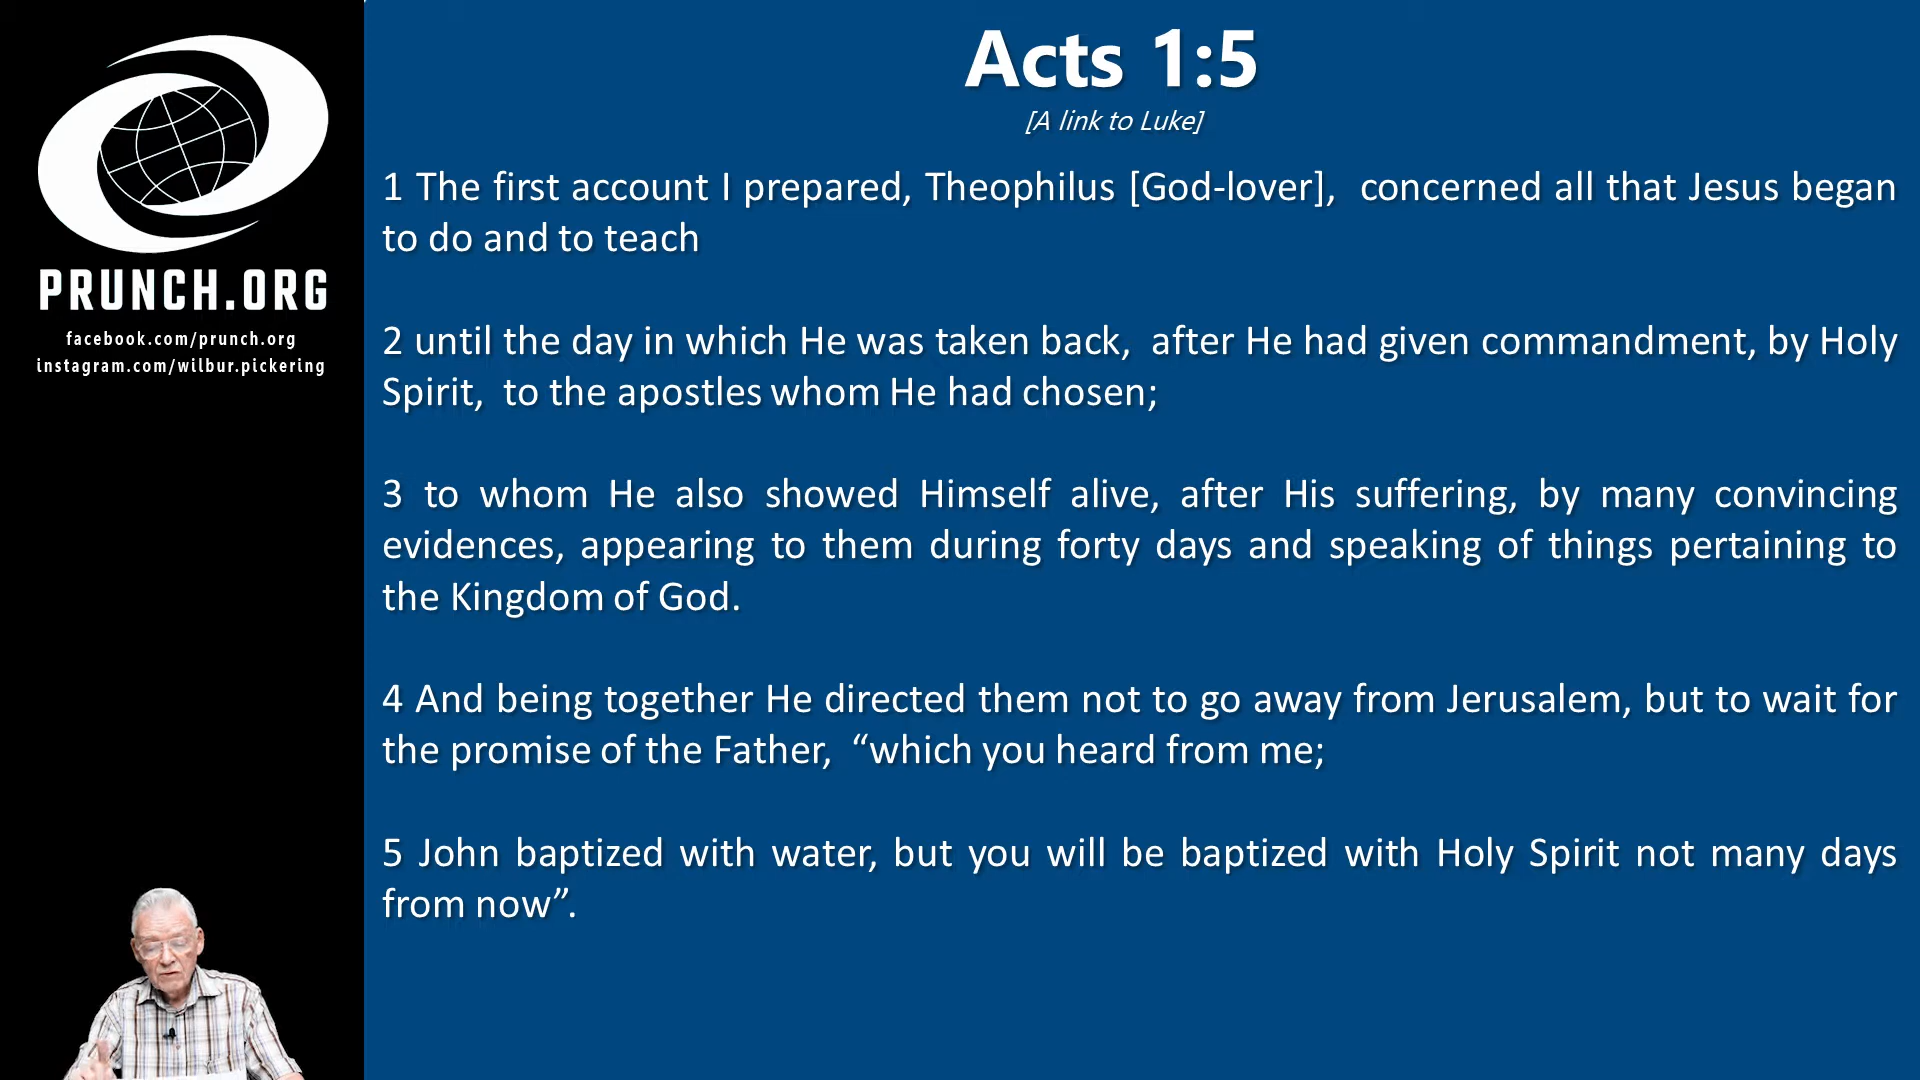 PRUNCH.ORG
facebook.com/prunch.org
instagram.com/wilbur.pickering
Acts 1:5
[A link to Luke]
1 The first account I prepared, Theophilus [God-lover], concerned all that Jesus began
to do and to teach
2 until the day in which He was taken back, after He had given commandment, by Holy
Spirit, to the apostles whom He had chosen;
3 to whom He also showed Himself alive, after His suffering, by many convincing
evidences, appearing to them during forty days and speaking of things pertaining to
the Kingdom of God.
4 And being together He directed them not to go away from Jerusalem, but to wait for
the promise of the Father, “which you heard from me;
5 John baptized with water, but you will be baptized with Holy Spirit not many days
from now”.